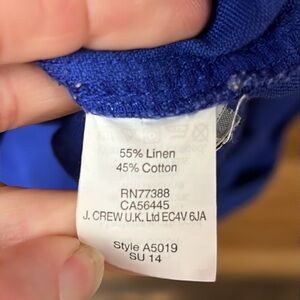 55% Linen
45% Cotton
RN77388
CA56445
J. CREW U.K. Ltd EC4V 6JA
Style A5019
SU 14